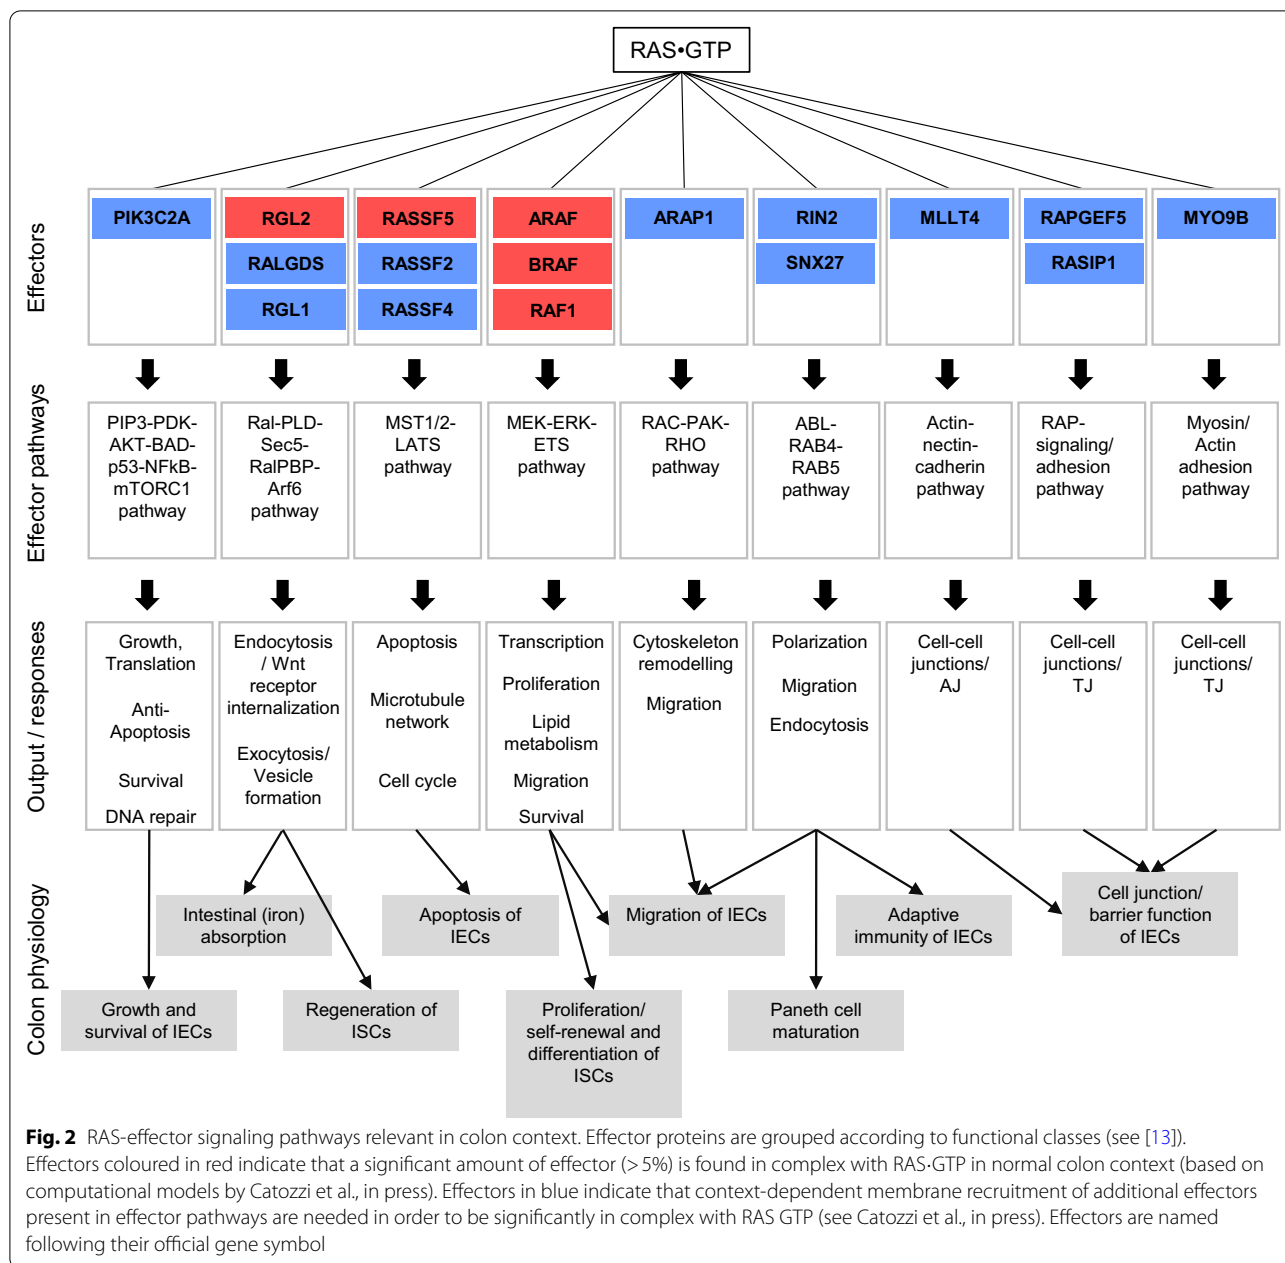 RAS•GTP
Effectors
PIK3C2A
RGL2
RALGDS
RGL1
RASSF5
RASSF2
RASSF4
ARAF
BRAF
RAF1
ARAP1
RIN2
SNX27
MLLT4
RAPGEF5
RASIP1
MYO9B
Effector pathways
PIP3-PDK-
AKT-BAD-
p53-NFkB-
mTORC1
pathway
Ral-PLD-
Sec5-
RalPBP-
Arf6
pathway
MST1/2-
LATS
pathway
MEK-ERK-
ETS
pathway
RAC-PAK-
RHO
pathway
ABL-
RAB4-
RAB5
pathway
Actin-
nectin-
cadherin
pathway
RAP-
signaling/
adhesion
pathway
Myosin/
Actin
adhesion
pathway
Output / responses
Growth,
Translation
Anti-
Apoptosis
Survival
DNA repair
Endocytosis
/ Wnt
receptor
internalization
Exocytosis/
Vesicle
formation
Apoptosis
Microtubule
network
Cell cycle
Transcription
Proliferation
Lipid
metabolism
Migration
Survival
Cytoskeleton
remodelling
Migration
Polarization
Migration
Endocytosis
Cell-cell
junctions/
AJ
Cell-cell
junctions/
TJ
Cell-cell
junctions/
TJ
Colon physiology
Intestinal (iron)
absorption
Apoptosis of
IECs
Migration of IECs
Adaptive
immunity of IECs
Cell junction/
barrier function
of IECs
Growth and
survival of IECs
Regeneration of
ISCs
Proliferation/
self-renewal and
differentiation of
ISCs
Paneth cell
maturation
Fig. 2 RAS-effector signaling pathways relevant in colon context. Effector proteins are grouped according to functional classes (see [13]).
Effectors coloured in red indicate that a significant amount of effector (> 5%) is found in complex with RAS·GTP in normal colon context (based on
computational models by Catozzi et al., in press). Effectors in blue indicate that context-dependent membrane recruitment of additional effectors
present in effector pathways are needed in order to be significantly in complex with RAS GTP (see Catozzi et al., in press). Effectors are named
following their official gene symbol